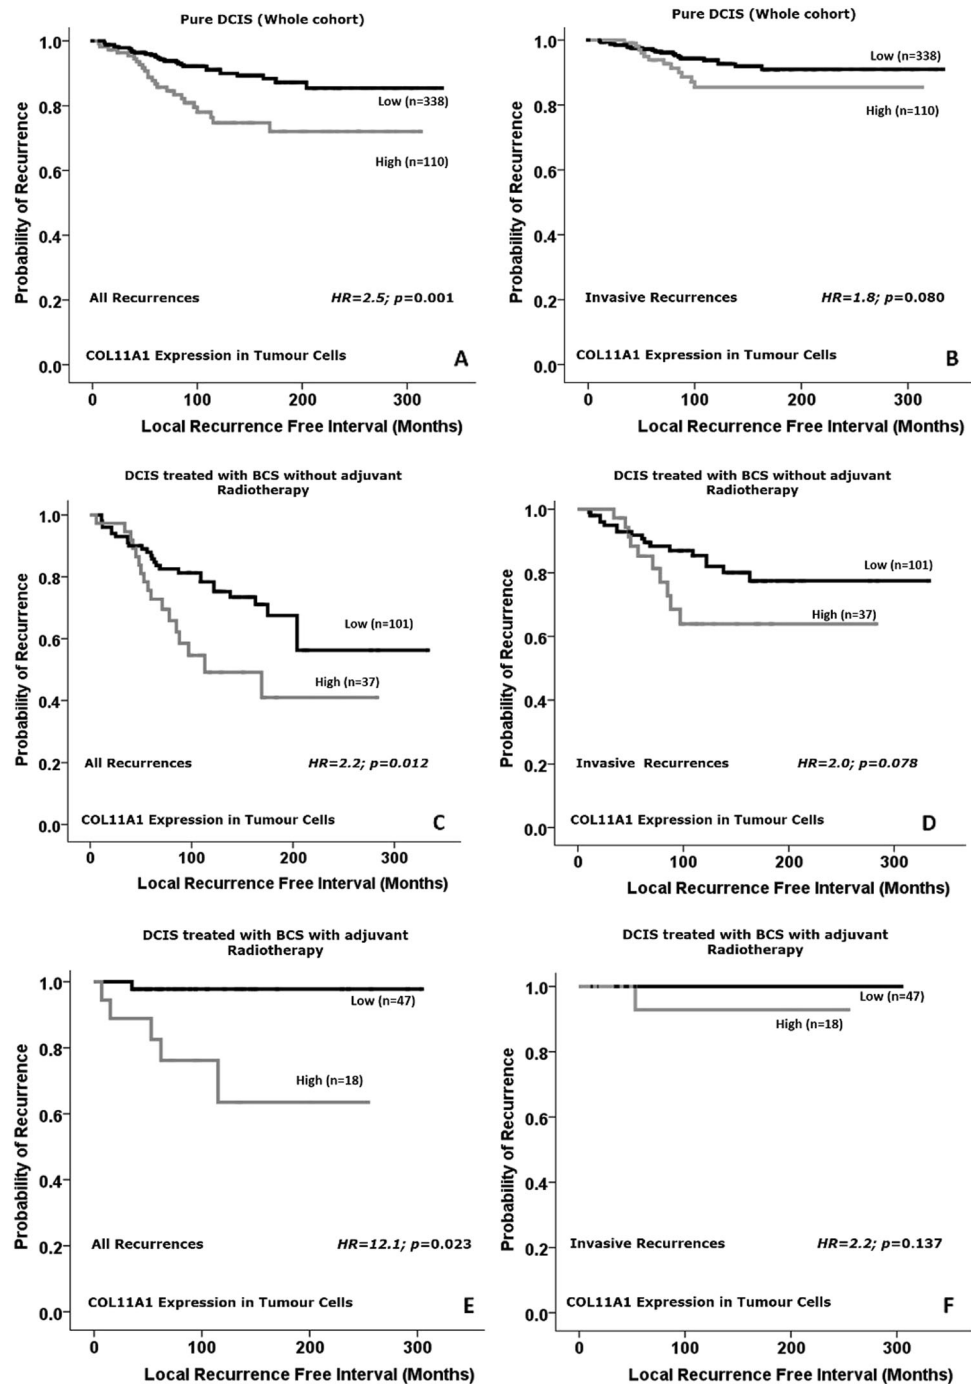 Pure DCIS (Whole cohort)
1.0
0.8
0.6
0.4
0.2
0.0
Probability of Recurrence
Low (n=338)
High (n=110)
All Recurrences
HR=2.5; p=0.001
COL11A1 Expression in Tumour Cells
A
0
100
200
300
Local Recurrence Free Interval (Months)
Pure DCIS (Whole cohort)
1.0
0.8
0.6
0.4
0.2
0.0
Probability of Recurrence
Low (n=338)
High (n=110)
Invasive Recurrences
HR=1.8; p=0.080
COL11A1 Expression in Tumour Cells
B
0
100
200
300
Local Recurrence Free Interval (Months)
DCIS treated with BCS without adjuvant
Radiotherapy
1.0
0.8
0.6
0.4
0.2
0.0
Probability of Recurrence
Low (n=101)
High (n=37)
All Recurrences
HR=2.2; p=0.012
COL11A1 Expression in Tumour Cells
C
0
100
200
300
Local Recurrence Free Interval (Months)
DCIS treated with BCS without adjuvant
Radiotherapy
1.0
0.8
0.6
0.4
0.2
0.0
Probability of Recurrence
Low (n=101)
High (n=37)
Invasive Recurrences
HR=2.0; p=0.078
COL11A1 Expression in Tumour Cells
D
0
100
200
300
Local Recurrence Free Interval (Months)
DCIS treated with BCS with adjuvant
Radiotherapy
1.0
0.8
0.6
0.4
0.2
0.0
Probability of Recurrence
Low (n=47)
High (n=18)
All Recurrences
HR=12.1; p=0.023
COL11A1 Expression in Tumour Cells
E
0
100
200
300
Local Recurrence Free Interval (Months)
DCIS treated with BCS with adjuvant
Radiotherapy
1.0
0.8
0.6
0.4
0.2
0.0
Probability of Recurrence
Low (n=47)
High (n=18)
Invasive Recurrences
HR=2.2; p=0.137
COL11A1 Expression in Tumour Cells
F
0
100
200
300
Local Recurrence Free Interval (Months)